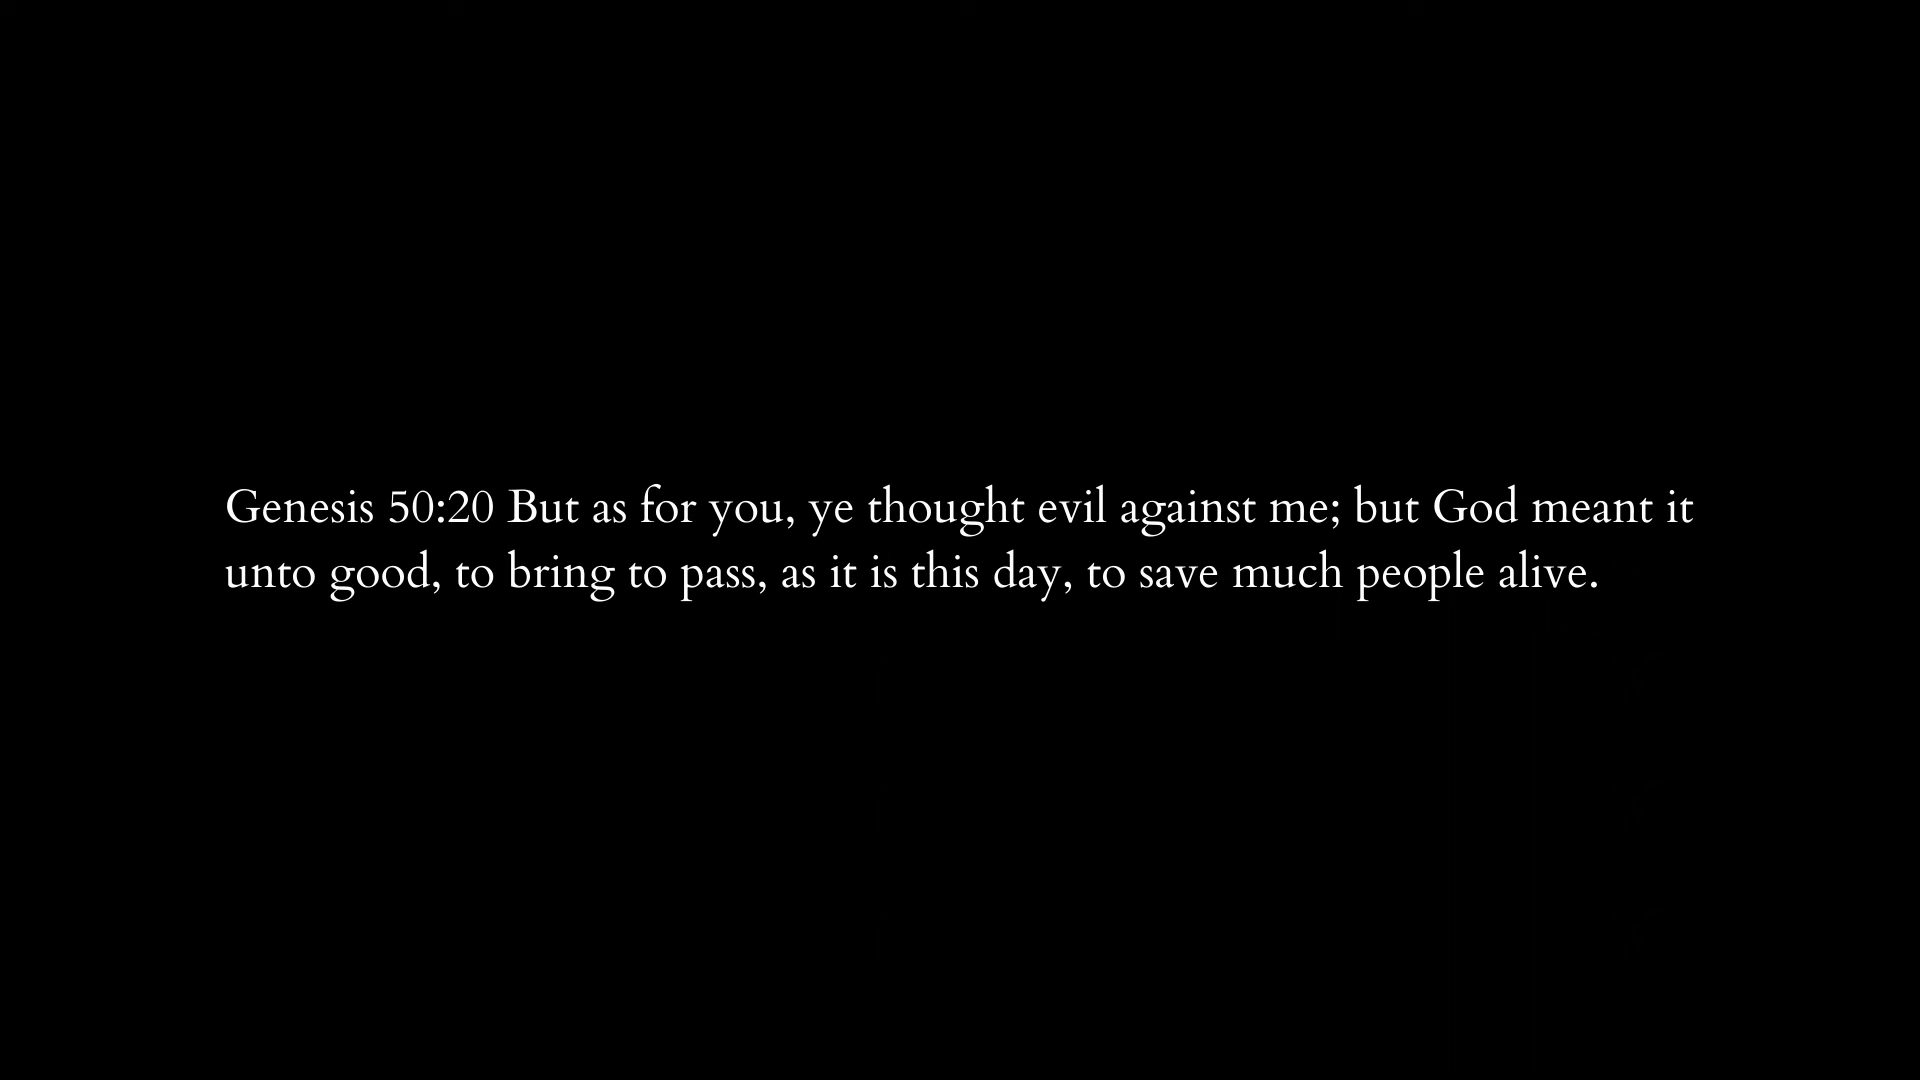 Genesis 50:20 But as for you, ye thought evil against me; but God meant it
unto good, to bring to pass, as it is this day, to save much people alive.